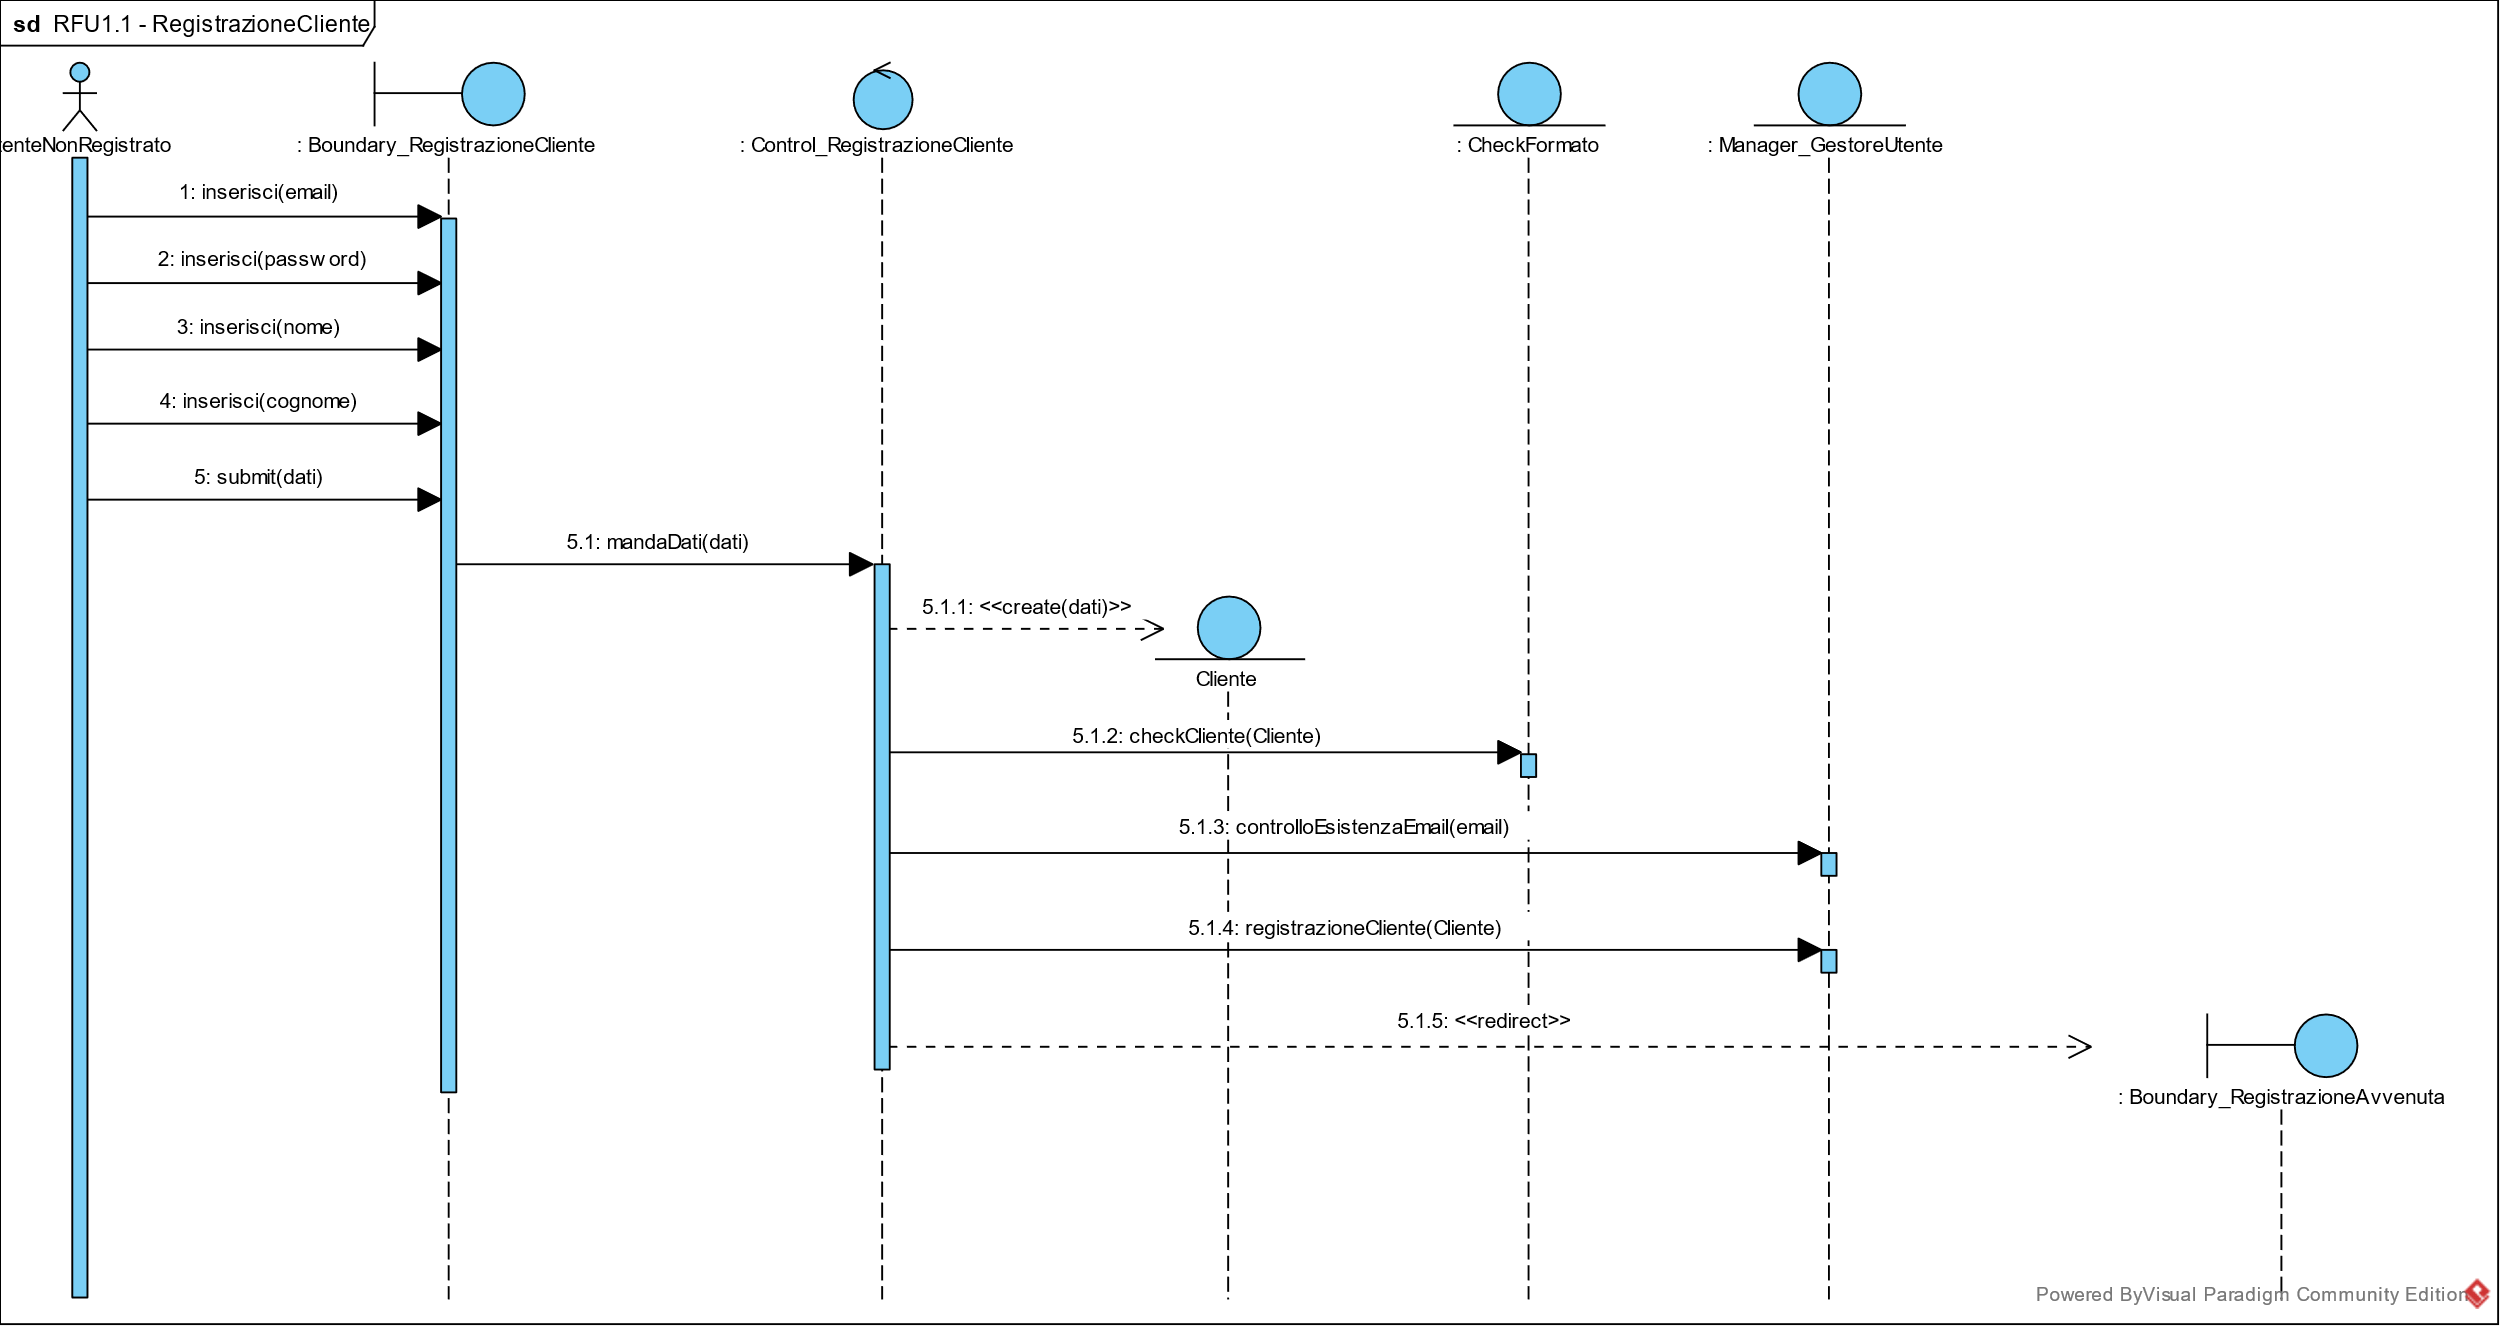 sd RFU1.1 - RegistrazioneCliente
tenteNonRegistrato
: Boundary_RegistrazioneCliente
: Control_RegistrazioneCliente
: CheckFormato
: Manager_GestoreUtente
1: inserisci(email)
2: inserisci(password)
3: inserisci(nome)
4: inserisci(cognome)
5: submit(dati)
5.1: mandaDati(dati)
5.1.1: <<create(dati)>>
Cliente
5.1.2: checkCliente(Cliente)
5.1.3: controlloEsistenzaEmail(email)
5.1.4: registrazioneCliente(Cliente)
5.1.5: <<redirect>>
: Boundary_RegistrazioneAvvenuta
Powered ByVisual Paradigm Community Edition